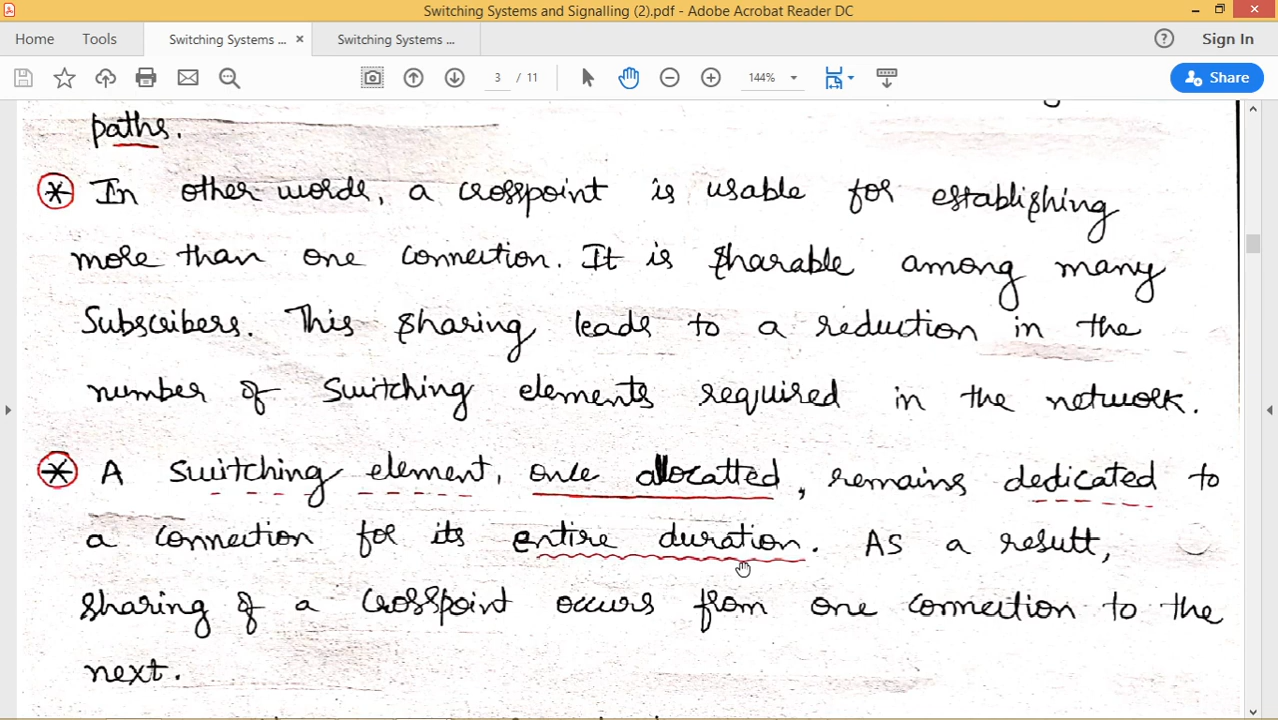 Switching Systems and Signalling (2).pdf - Adobe Acrobat Reader DC
Home Tools Switching Systems ... × Switching Systems ... Sign In
3 / 11 144% Share
paths.
In other words, a crosspoint is usable for establishing
more than one connection. It is sharable among many
Subscribers. This sharing leads to a reduction in the
number of switching elements required in the network.
A switching element, once allocatted, remains dedicated to
a connection for its entire duration. As a result,
sharing of a crosspoint occurs from one connection to the
next.